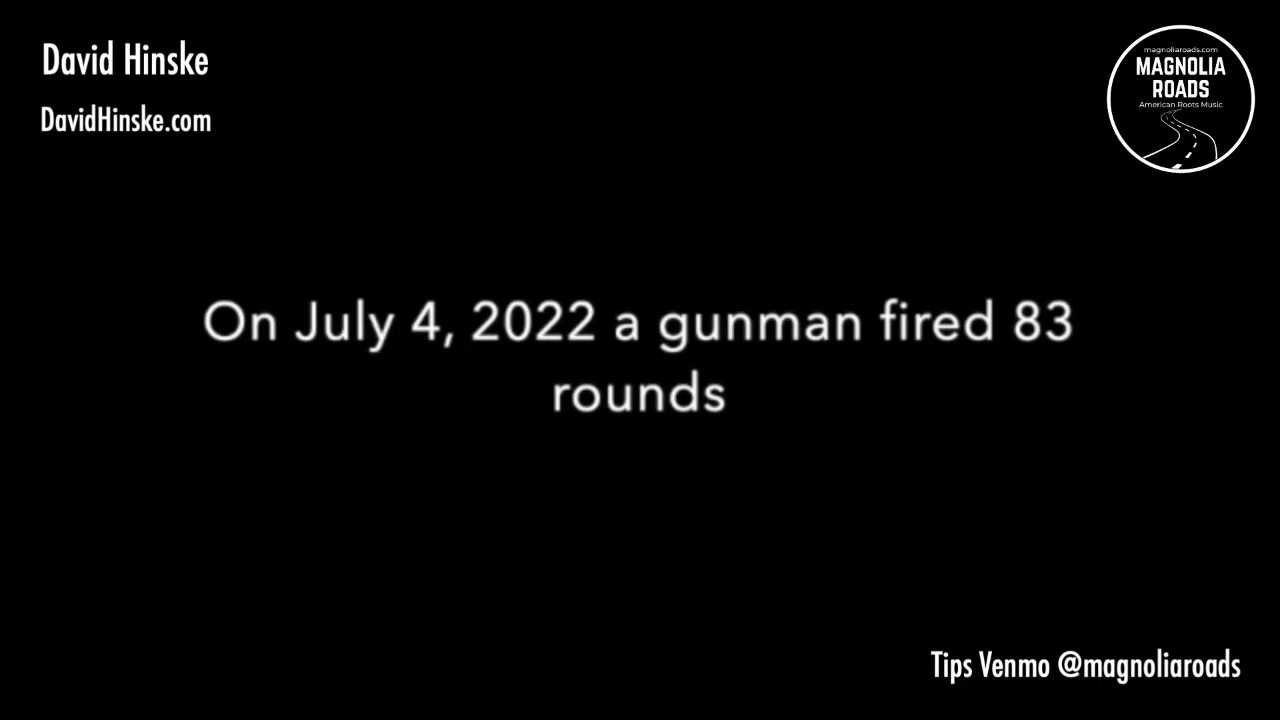 David Hinske
DavidHinske.com
magnoliaroads.com
MAGNOLIA
ROADS
American Roots Music
On July 4, 2022 a gunman fired 83
rounds
Tips Venmo @magnoliaroads